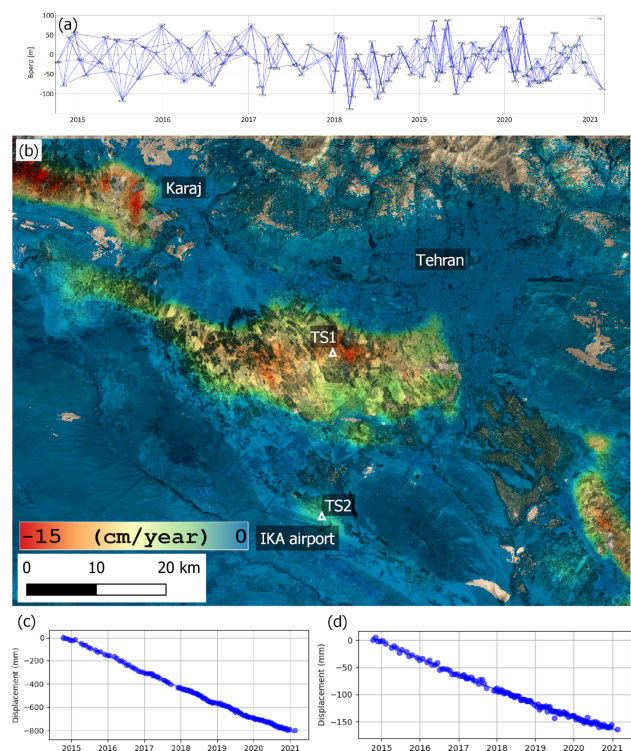 (a)
Bperp [m]
100
50
0
−50
−100
2015 2016 2017 2018 2019 2020 2021
(b)
Karaj
Tehran
TS1
TS2
IKA airport
−15 (cm/year) 0
0 10 20 km
(c) (d)
Displacement (mm)
0
−200
−400
−600
−800
2015 2016 2017 2018 2019 2020 2021
Displacement (mm)
0
−50
−100
−150
2015 2016 2017 2018 2019 2020 2021